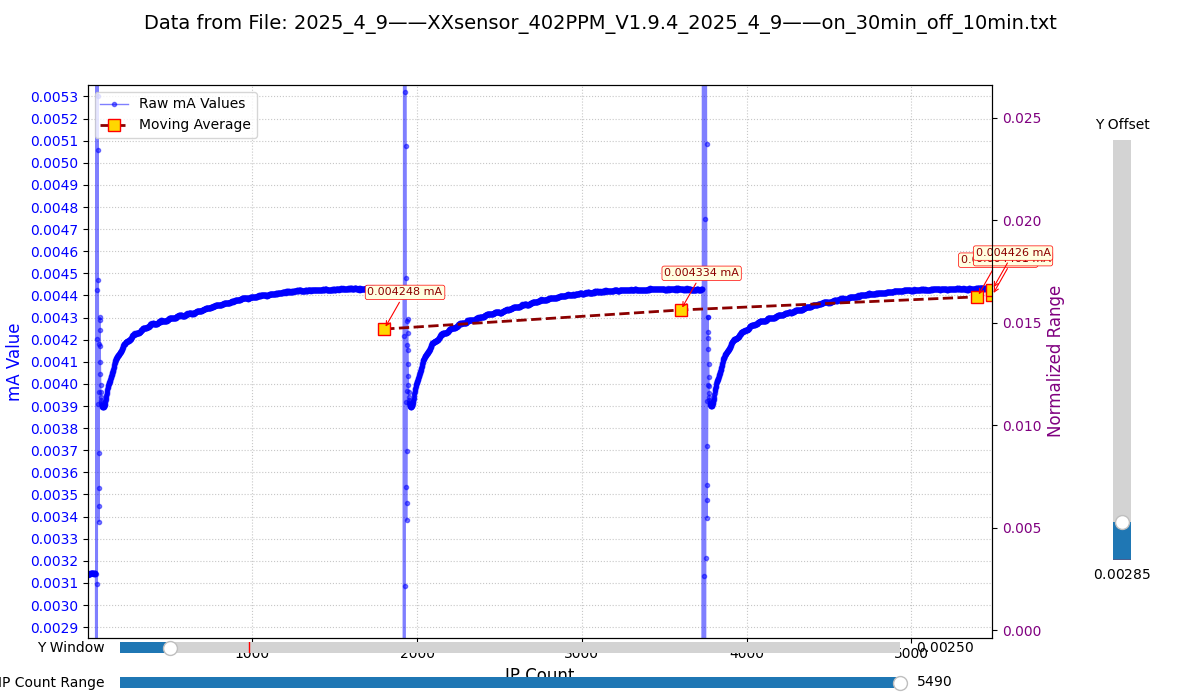 Data from File: 2025_4_9——XXsensor_402PPM_V1.9.4_2025_4_9——on_30min_off_10min.txt
Raw mA Values
Moving Average
0.0053
0.0052
0.0051
0.0050
0.0049
0.0048
0.0047
0.0046
0.0045
0.0044
0.0043
0.0042
0.0041
0.0040
0.0039
0.0038
0.0037
0.0036
0.0035
0.0034
0.0033
0.0032
0.0031
0.0030
0.0029
mA Value
0.004248 mA
0.004334 mA
0.004426 mA
0.025
0.020
0.015
0.010
0.005
0.000
Normalized Range
Y Offset
0.00285
1000 2000 3000 4000 5000
IP Count
Y Window 0.00250
IP Count Range 5490